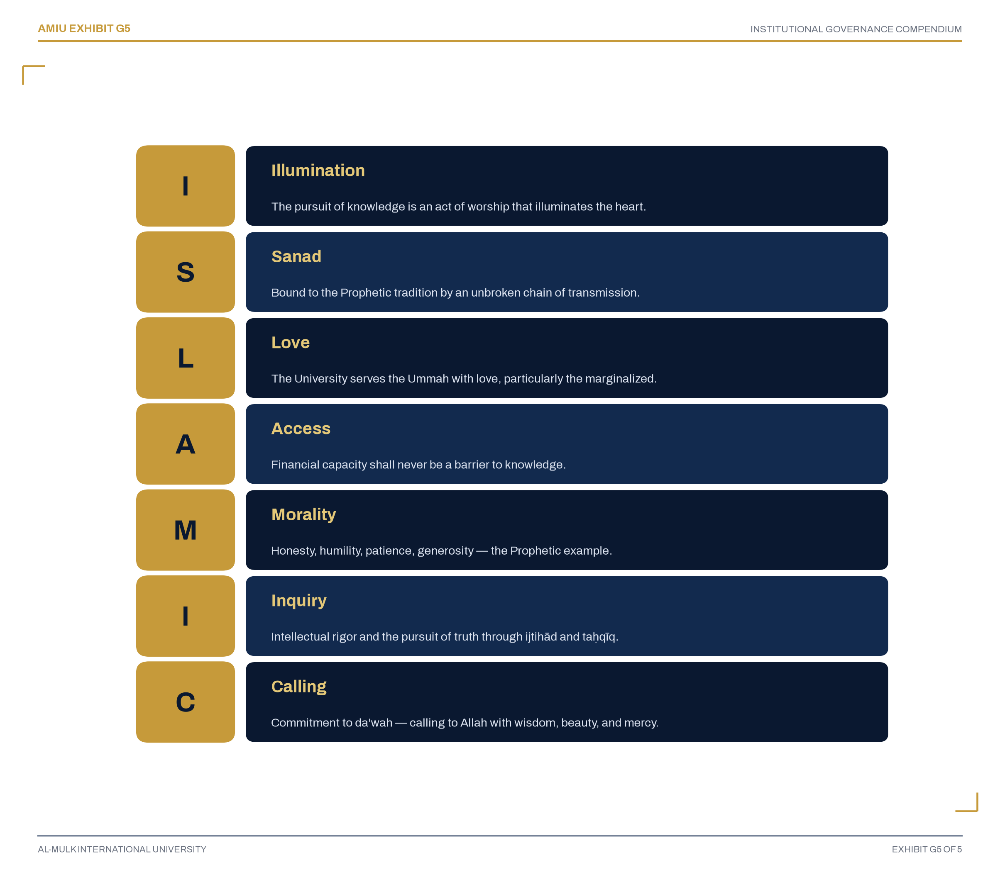 AMIU EXHIBIT G5
INSTITUTIONAL GOVERNANCE COMPENDIUM
I
Illumination
The pursuit of knowledge is an act of worship that illuminates the heart.
S
Sanad
Bound to the Prophetic tradition by an unbroken chain of transmission.
L
Love
The University serves the Ummah with love, particularly the marginalized.
A
Access
Financial capacity shall never be a barrier to knowledge.
M
Morality
Honesty, humility, patience, generosity — the Prophetic example.
I
Inquiry
Intellectual rigor and the pursuit of truth through ijtihād and taḥqīq.
C
Calling
Commitment to da'wah — calling to Allah with wisdom, beauty, and mercy.
AL-MULK INTERNATIONAL UNIVERSITY
EXHIBIT G5 OF 5